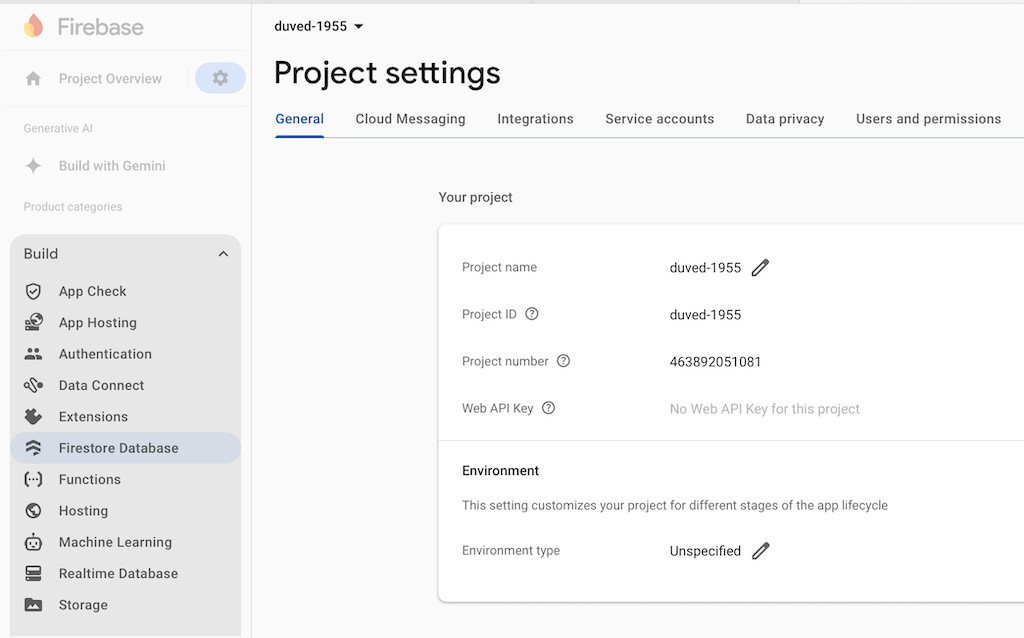 Firebase
Project Overview
Generative AI
Build with Gemini
Product categories
Build
App Check
App Hosting
Authentication
Data Connect
Extensions
Firestore Database
Functions
Hosting
Machine Learning
Realtime Database
Storage
duved-1955
Project settings
General Cloud Messaging Integrations Service accounts Data privacy Users and permissions
Your project
Project name duved-1955
Project ID duved-1955
Project number 463892051081
Web API Key No Web API Key for this project
Environment
This setting customizes your project for different stages of the app lifecycle
Environment type Unspecified